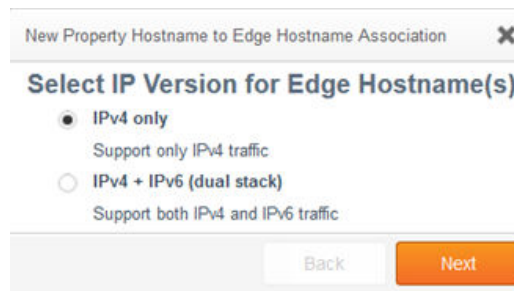 New Property Hostname to Edge Hostname Association
Select IP Version for Edge Hostname(s)
IPv4 only
Support only IPv4 traffic
IPv4 + IPv6 (dual stack)
Support both IPv4 and IPv6 traffic
Back
Next